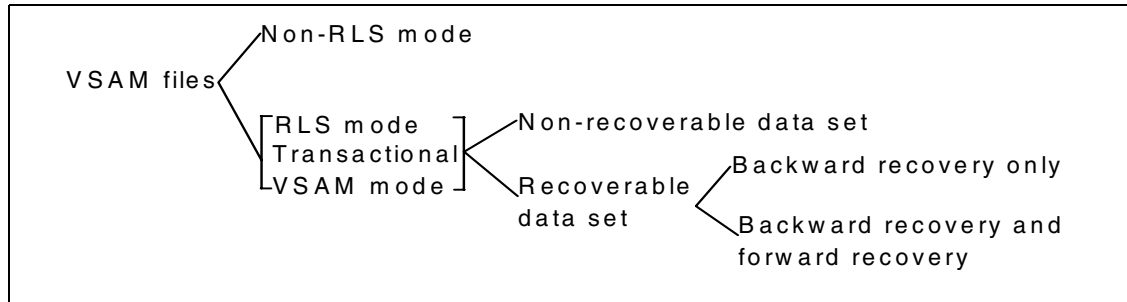 Non-RLS mode
VSAM files
RLS mode
Transactional
VSAM mode
Non-recoverable data set
Recoverable
data set
Backward recovery only
Backward recovery and
forward recovery